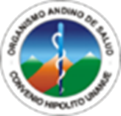 ORGANISMO ANDINO DE SALUD
CONVENIO HIPOLITO UNANUE